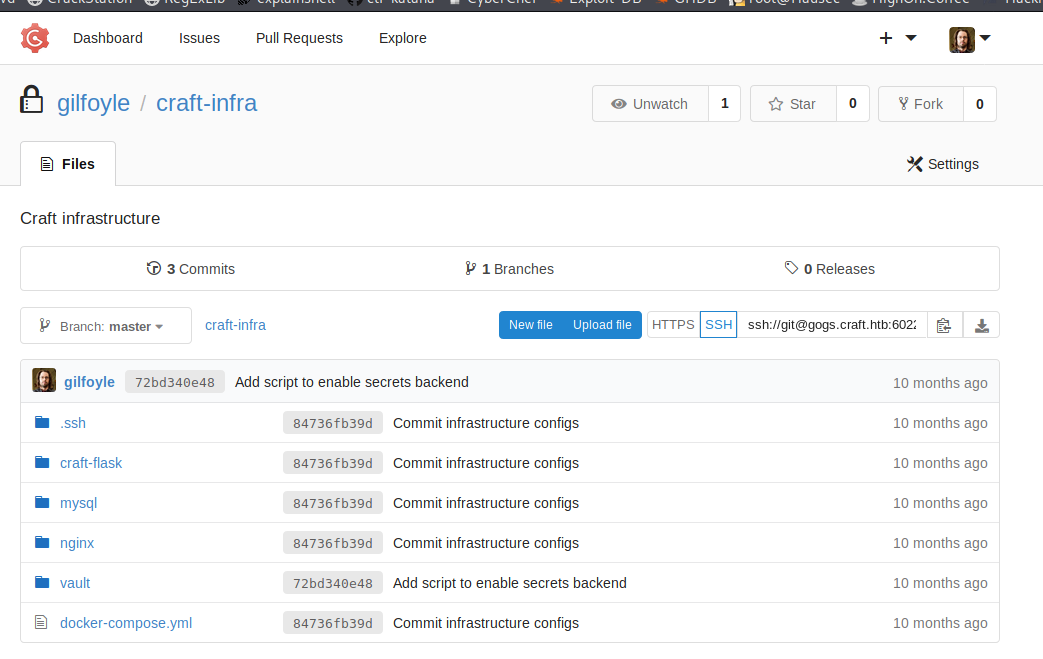 CrackStation RegExLib explainshell ctf-katana CyberChef Exploit-DB GHDB root@Hausec HighOn.Coffee
Dashboard Issues Pull Requests Explore
gilfoyle / craft-infra
Unwatch 1 Star 0 Fork 0
Files Settings
Craft infrastructure
3 Commits 1 Branches 0 Releases
Branch: master craft-infra New file Upload file HTTPS SSH ssh://git@gogs.craft.htb:6022
gilfoyle 72bd340e48 Add script to enable secrets backend 10 months ago
.ssh 84736fb39d Commit infrastructure configs 10 months ago
craft-flask 84736fb39d Commit infrastructure configs 10 months ago
mysql 84736fb39d Commit infrastructure configs 10 months ago
nginx 84736fb39d Commit infrastructure configs 10 months ago
vault 72bd340e48 Add script to enable secrets backend 10 months ago
docker-compose.yml 84736fb39d Commit infrastructure configs 10 months ago